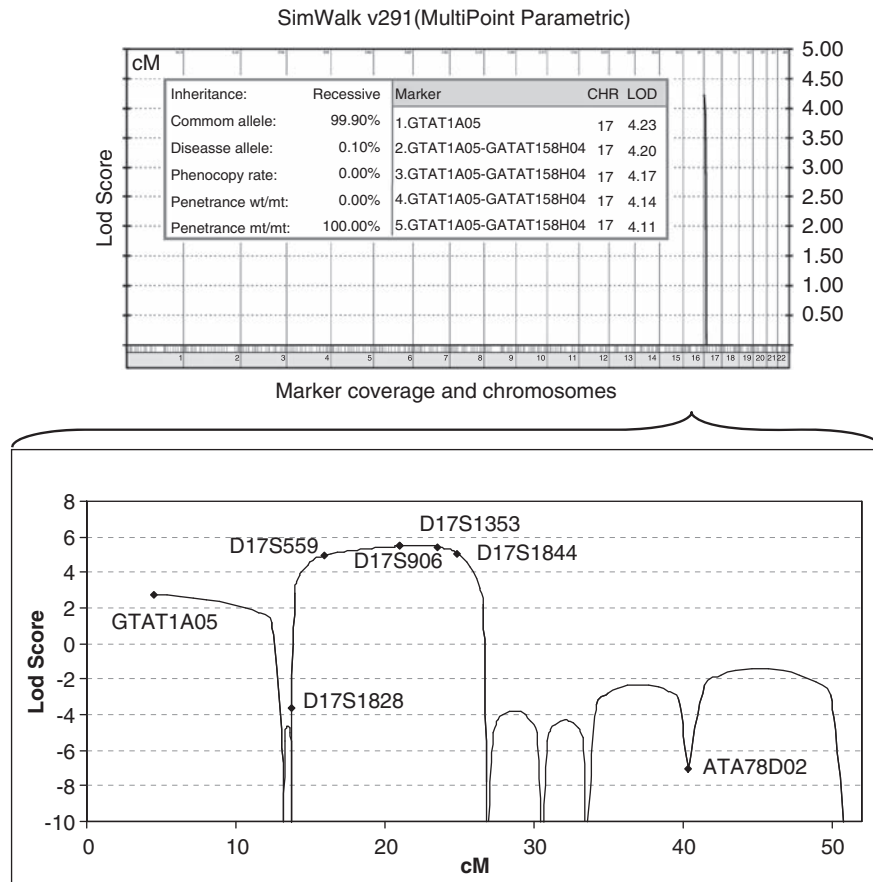 SimWalk v291(MultiPoint Parametric)
cM
5.00
4.50
4.00
3.50
3.00
2.50
2.00
1.50
1.00
0.50
Lod Score
Inheritance: Recessive
Commom allele: 99.90%
Diseasse allele: 0.10%
Phenocopy rate: 0.00%
Penetrance wt/mt: 0.00%
Penetrance mt/mt: 100.00%
Marker CHR LOD
1.GTAT1A05 17 4.23
2.GTAT1A05-GATAT158H04 17 4.20
3.GTAT1A05-GATAT158H04 17 4.17
4.GTAT1A05-GATAT158H04 17 4.14
5.GTAT1A05-GATAT158H04 17 4.11
1 2 3 4 5 6 7 8 9 10 11 12 13 14 15 16 17 18 19 20 21 22
Marker coverage and chromosomes
8
6
4
2
0
-2
-4
-6
-8
-10
Lod Score
D17S1353
D17S559
D17S906
D17S1844
GTAT1A05
D17S1828
ATA78D02
0 10 20 30 40 50
cM